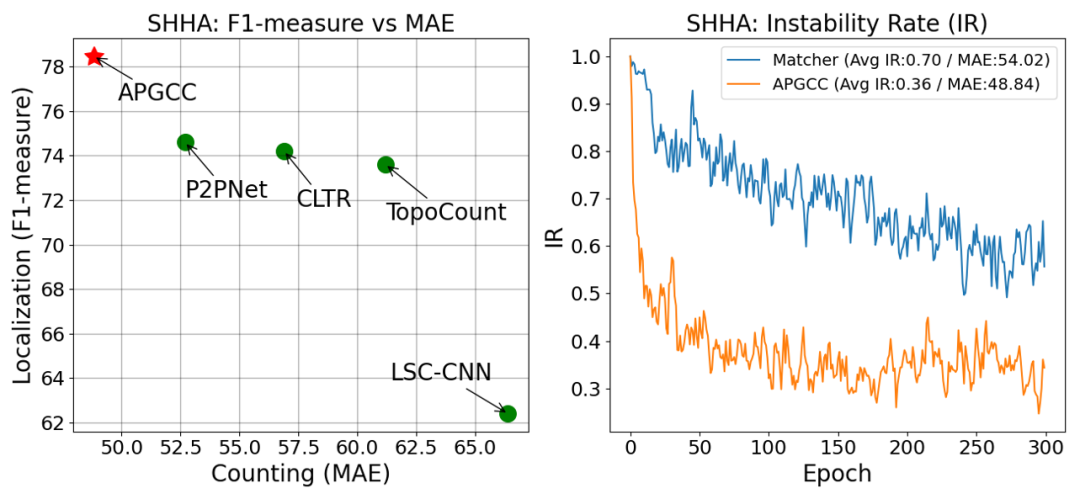 SHHA: F1-measure vs MAE
Localization (F1-measure)
78
76
74
72
70
68
66
64
62
APGCC
P2PNet
CLTR
TopoCount
LSC-CNN
50.0 52.5 55.0 57.5 60.0 62.5 65.0
Counting (MAE)
SHHA: Instability Rate (IR)
Matcher (Avg IR:0.70 / MAE:54.02)
APGCC (Avg IR:0.36 / MAE:48.84)
IR
1.0
0.9
0.8
0.7
0.6
0.5
0.4
0.3
0 50 100 150 200 250 300
Epoch